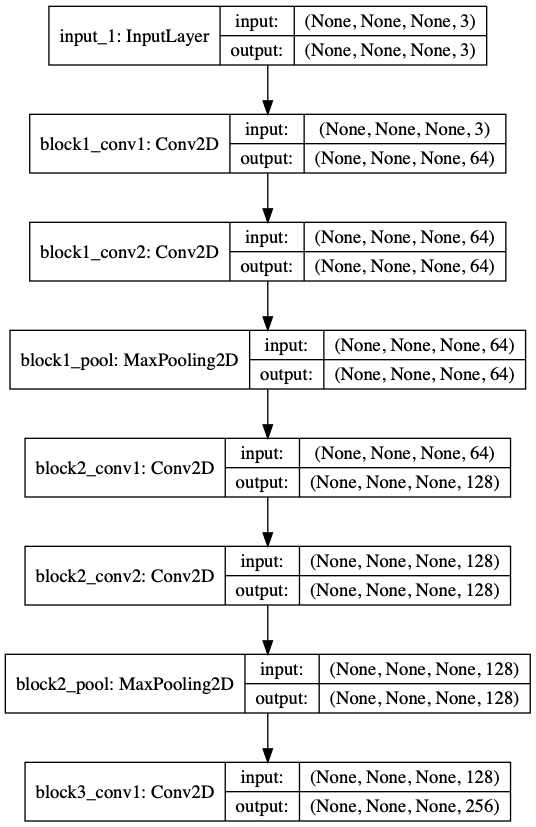 input_1: InputLayer
input: (None, None, None, 3)
output: (None, None, None, 3)
block1_conv1: Conv2D
input: (None, None, None, 3)
output: (None, None, None, 64)
block1_conv2: Conv2D
input: (None, None, None, 64)
output: (None, None, None, 64)
block1_pool: MaxPooling2D
input: (None, None, None, 64)
output: (None, None, None, 64)
block2_conv1: Conv2D
input: (None, None, None, 64)
output: (None, None, None, 128)
block2_conv2: Conv2D
input: (None, None, None, 128)
output: (None, None, None, 128)
block2_pool: MaxPooling2D
input: (None, None, None, 128)
output: (None, None, None, 128)
block3_conv1: Conv2D
input: (None, None, None, 128)
output: (None, None, None, 256)